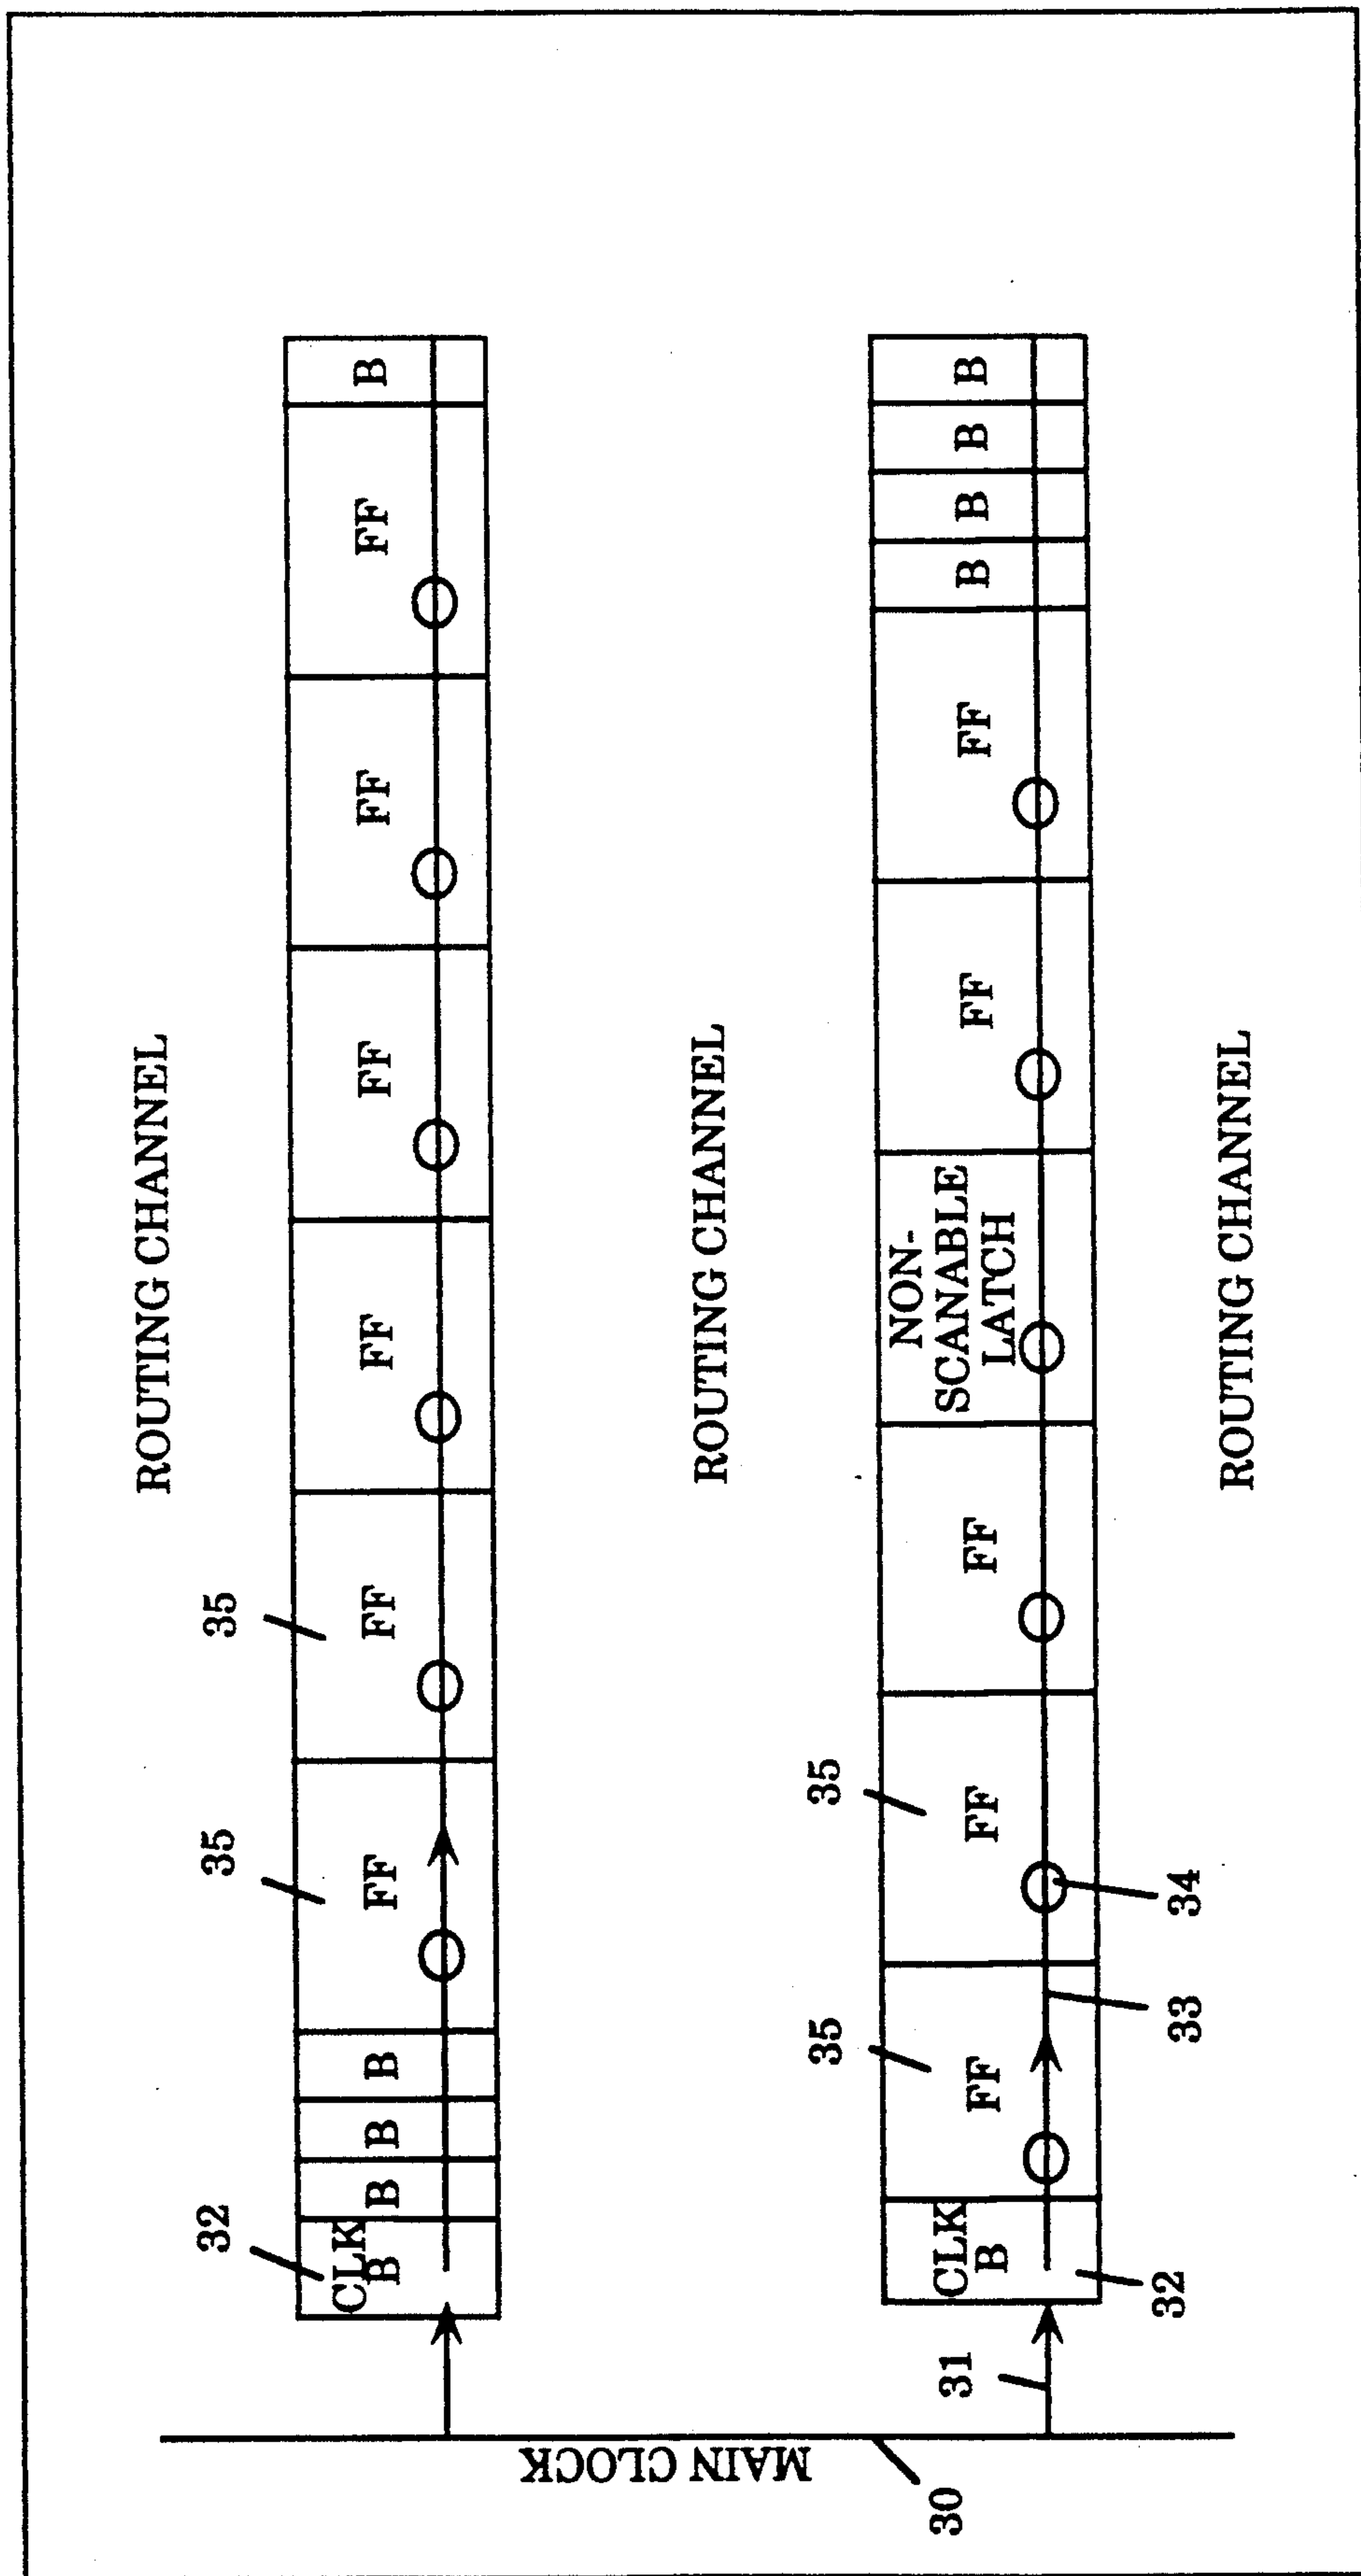 ROUTING CHANNEL
32
35
35
CLK
B
B
B
B
FF
FF
FF
FF
FF
FF
B
MAIN CLOCK
ROUTING CHANNEL
30
31
35
35
CLK
B
FF
FF
FF
NON-
SCANABLE
LATCH
FF
FF
B
B
B
B
32
33
34
ROUTING CHANNEL